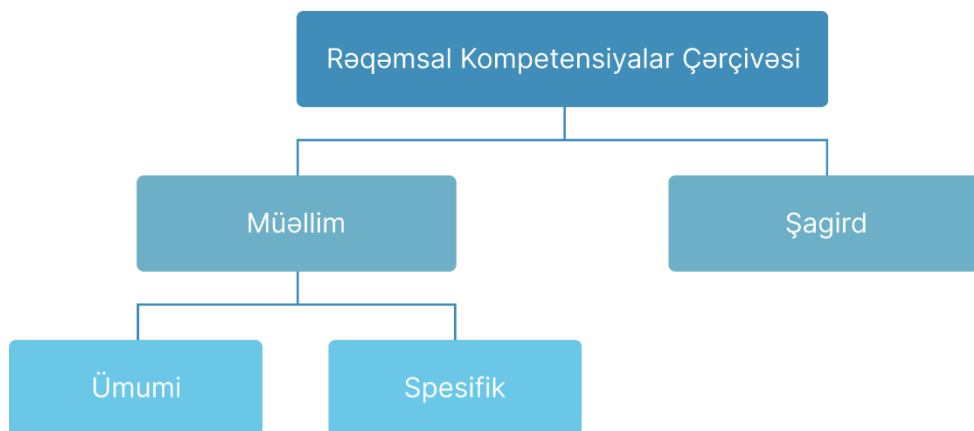 Rəqəmsal Kompetensiyalar Çərçivəsi
Müəllim
Şagird
Ümumi
Spesifik